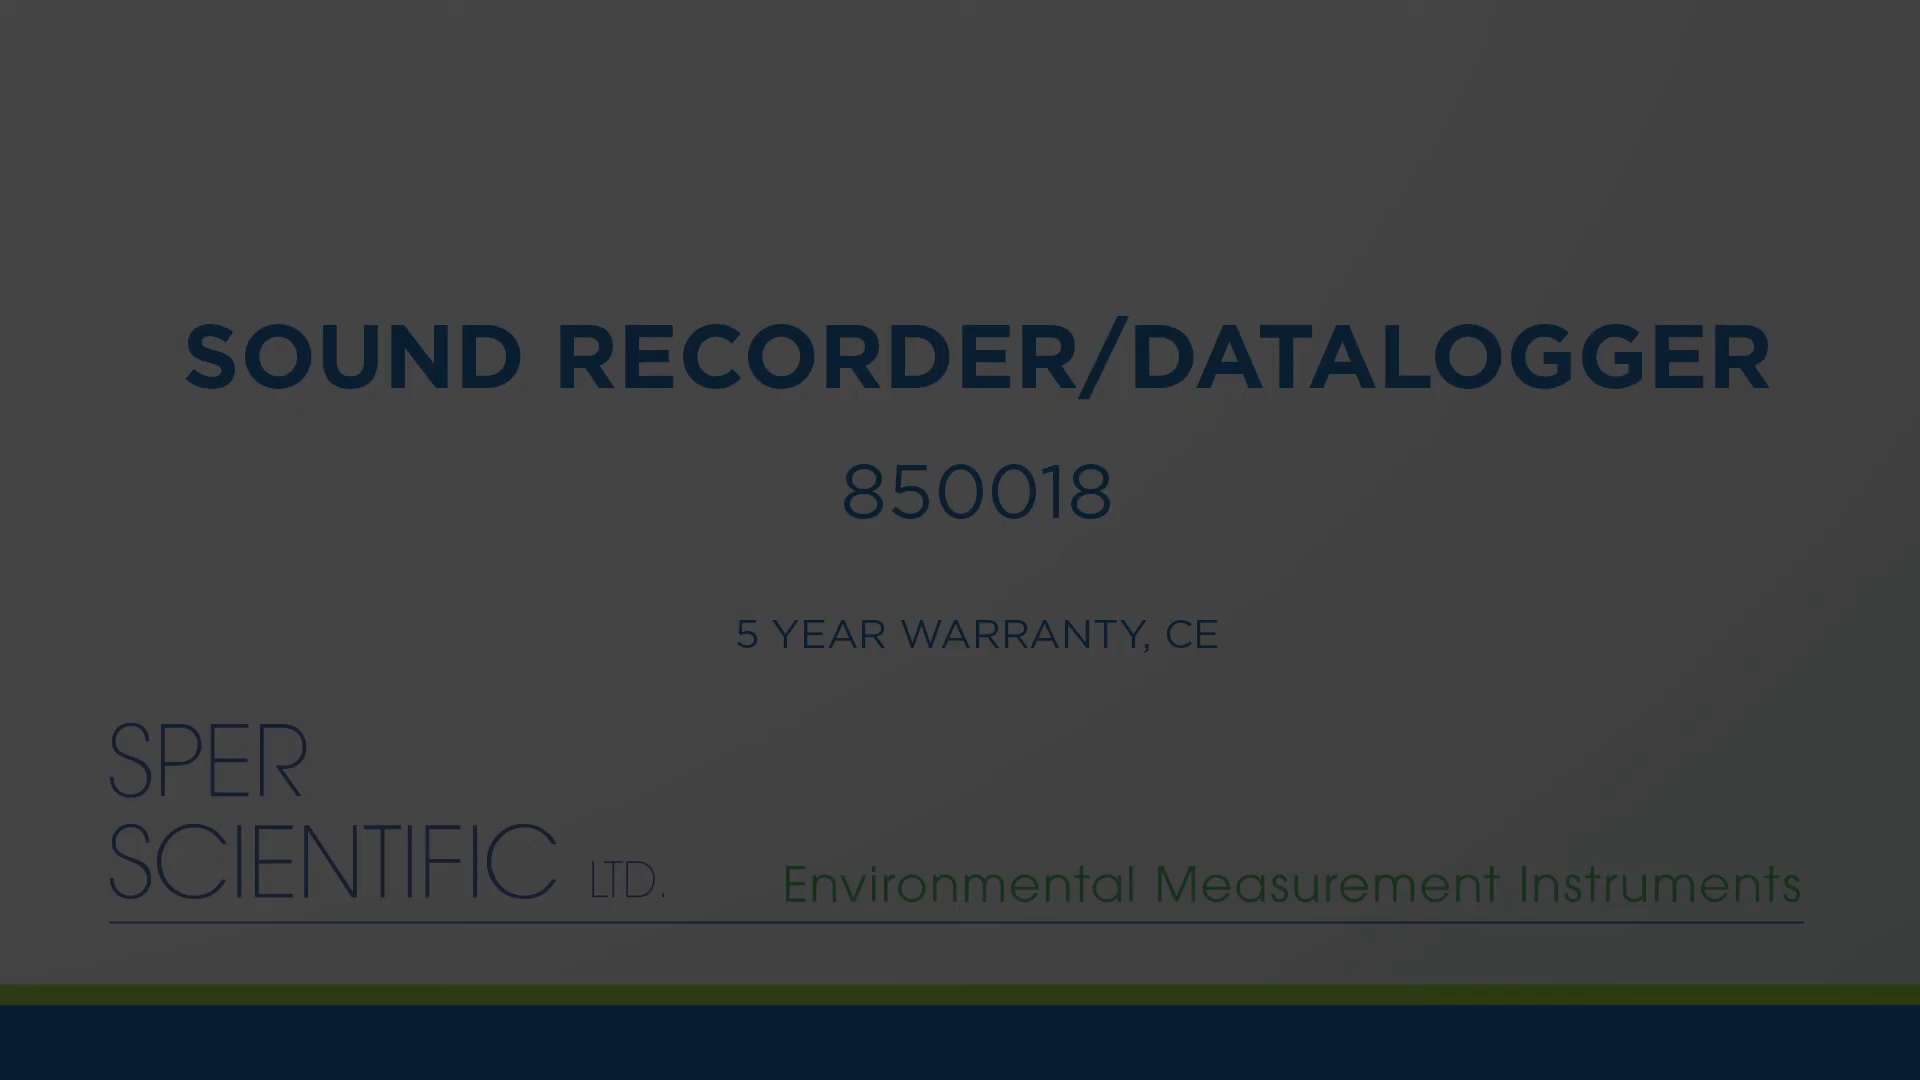 SOUND RECORDER/DATALOGGER
850018
5 YEAR WARRANTY, CE
SPER
SCIENTIFIC LTD.
Environmental Measurement Instruments